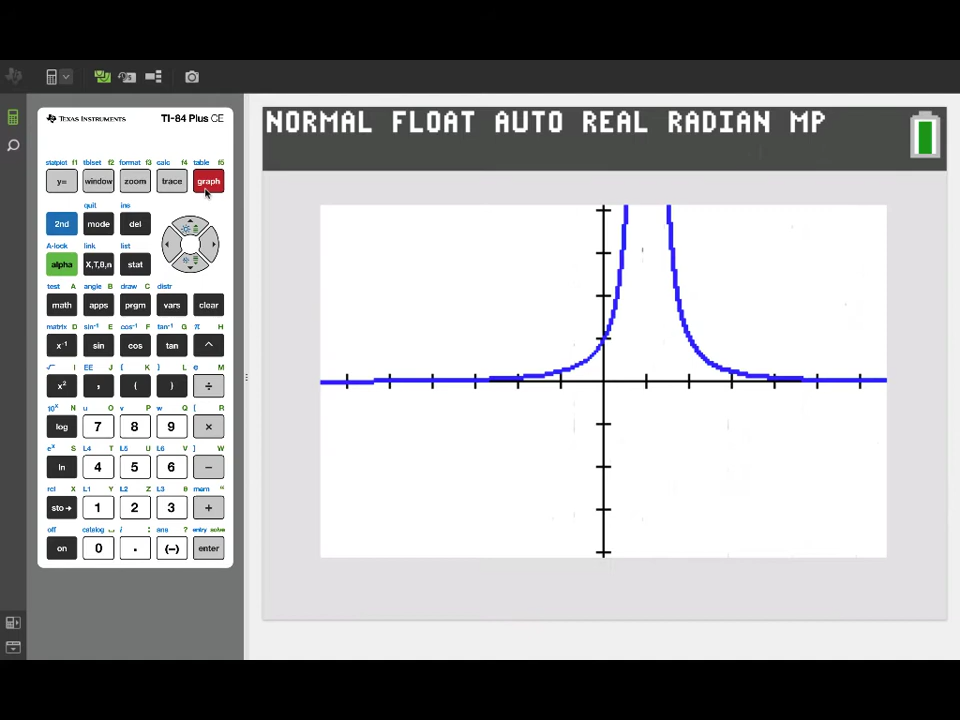 TEXAS INSTRUMENTS TI-84 Plus CE
NORMAL FLOAT AUTO REAL RADIAN MP
statplot f1 tblset f2 format f3 calc f4 table f5
y= window zoom trace graph
quit ins
2nd mode del
A-lock link list
alpha X,T,θ,n stat
test A angle B draw C distr
math apps prgm vars clear
matrix D sin⁻¹ E cos⁻¹ F tan⁻¹ G π H
x⁻¹ sin cos tan ^
√ I EE J { K } L e M
x² , ( ) ÷
10ˣ N u O v P w Q [ R
log 7 8 9 ×
eˣ S L4 T L5 U L6 V ] W
ln 4 5 6 −
rcl X L1 Y L2 Z L3 θ mem "
sto→ 1 2 3 +
off catalog ␣ i : ans ? entry solve
on 0 . (−) enter